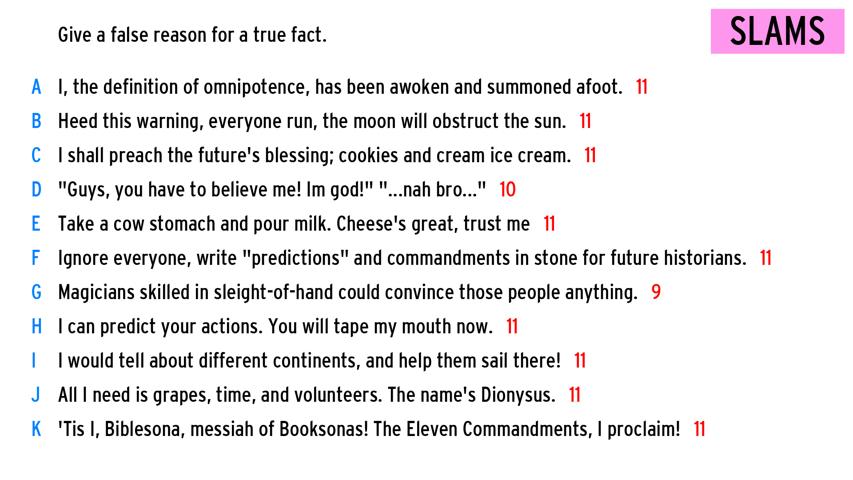 Give a false reason for a true fact.
SLAMS
A I, the definition of omnipotence, has been awoken and summoned afoot. 11
B Heed this warning, everyone run, the moon will obstruct the sun. 11
C I shall preach the future's blessing; cookies and cream ice cream. 11
D "Guys, you have to believe me! Im god!" "...nah bro..." 10
E Take a cow stomach and pour milk. Cheese's great, trust me 11
F Ignore everyone, write "predictions" and commandments in stone for future historians. 11
G Magicians skilled in sleight-of-hand could convince those people anything. 9
H I can predict your actions. You will tape my mouth now. 11
I I would tell about different continents, and help them sail there! 11
J All I need is grapes, time, and volunteers. The name's Dionysus. 11
K 'Tis I, Biblesona, messiah of Booksonas! The Eleven Commandments, I proclaim! 11